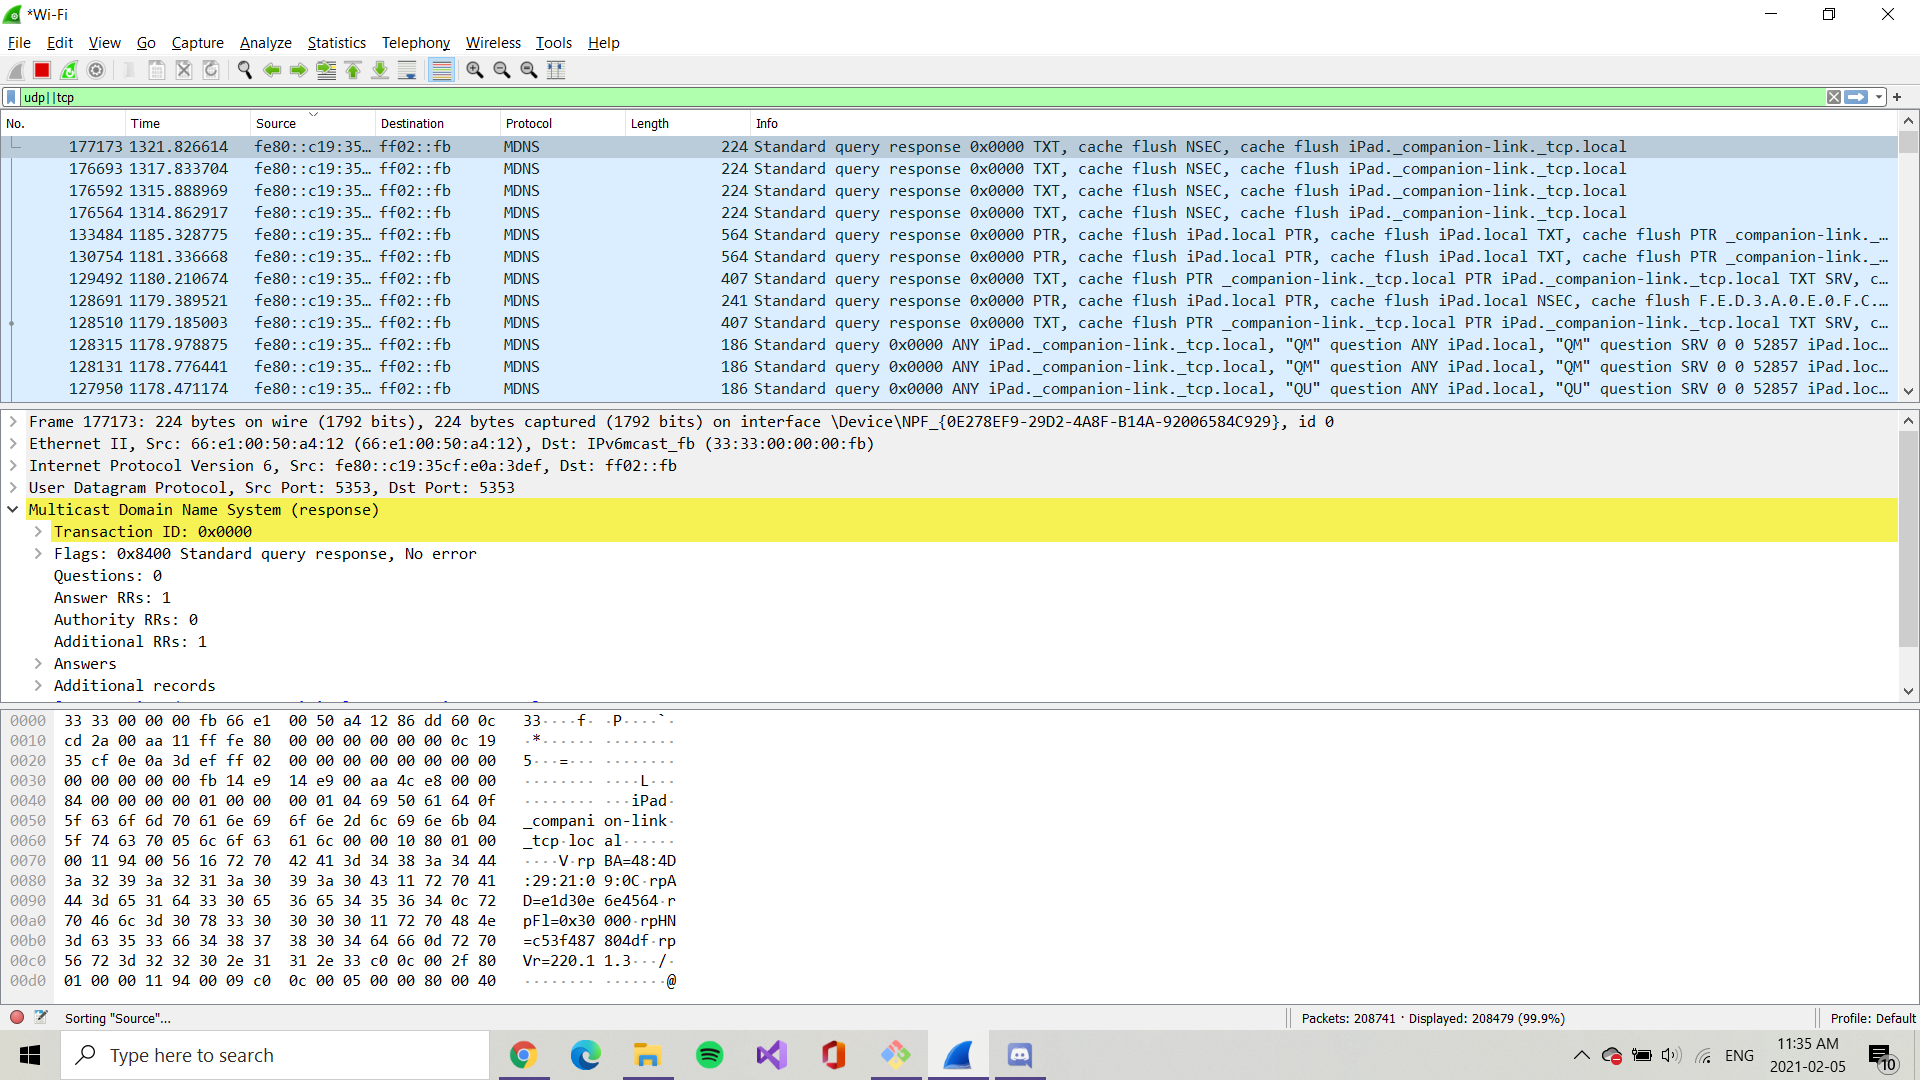 *Wi-Fi
File Edit View Go Capture Analyze Statistics Telephony Wireless Tools Help
udp||tcp
No. Time Source Destination Protocol Length Info
177173 1321.826614 fe80::c19:35… ff02::fb MDNS 224 Standard query response 0x0000 TXT, cache flush NSEC, cache flush iPad._companion-link._tcp.local
176693 1317.833704 fe80::c19:35… ff02::fb MDNS 224 Standard query response 0x0000 TXT, cache flush NSEC, cache flush iPad._companion-link._tcp.local
176592 1315.888969 fe80::c19:35… ff02::fb MDNS 224 Standard query response 0x0000 TXT, cache flush NSEC, cache flush iPad._companion-link._tcp.local
176564 1314.862917 fe80::c19:35… ff02::fb MDNS 224 Standard query response 0x0000 TXT, cache flush NSEC, cache flush iPad._companion-link._tcp.local
133484 1185.328775 fe80::c19:35… ff02::fb MDNS 564 Standard query response 0x0000 PTR, cache flush iPad.local PTR, cache flush iPad.local TXT, cache flush PTR _companion-link._…
130754 1181.336668 fe80::c19:35… ff02::fb MDNS 564 Standard query response 0x0000 PTR, cache flush iPad.local PTR, cache flush iPad.local TXT, cache flush PTR _companion-link._…
129492 1180.210674 fe80::c19:35… ff02::fb MDNS 407 Standard query response 0x0000 TXT, cache flush PTR _companion-link._tcp.local PTR iPad._companion-link._tcp.local TXT SRV, c…
128691 1179.389521 fe80::c19:35… ff02::fb MDNS 241 Standard query response 0x0000 PTR, cache flush iPad.local PTR, cache flush iPad.local NSEC, cache flush F.E.D.3.A.0.E.0.F.C.…
128510 1179.185003 fe80::c19:35… ff02::fb MDNS 407 Standard query response 0x0000 TXT, cache flush PTR _companion-link._tcp.local PTR iPad._companion-link._tcp.local TXT SRV, c…
128315 1178.978875 fe80::c19:35… ff02::fb MDNS 186 Standard query 0x0000 ANY iPad._companion-link._tcp.local, "QM" question ANY iPad.local, "QM" question SRV 0 0 52857 iPad.loc…
128131 1178.776441 fe80::c19:35… ff02::fb MDNS 186 Standard query 0x0000 ANY iPad._companion-link._tcp.local, "QM" question ANY iPad.local, "QM" question SRV 0 0 52857 iPad.loc…
127950 1178.471174 fe80::c19:35… ff02::fb MDNS 186 Standard query 0x0000 ANY iPad._companion-link._tcp.local, "QU" question ANY iPad.local, "QU" question SRV 0 0 52857 iPad.loc…
Frame 177173: 224 bytes on wire (1792 bits), 224 bytes captured (1792 bits) on interface \Device\NPF_{0E278EF9-29D2-4A8F-B14A-92006584C929}, id 0
Ethernet II, Src: 66:e1:00:50:a4:12 (66:e1:00:50:a4:12), Dst: IPv6mcast_fb (33:33:00:00:00:fb)
Internet Protocol Version 6, Src: fe80::c19:35cf:e0a:3def, Dst: ff02::fb
User Datagram Protocol, Src Port: 5353, Dst Port: 5353
Multicast Domain Name System (response)
Transaction ID: 0x0000
Flags: 0x8400 Standard query response, No error
Questions: 0
Answer RRs: 1
Authority RRs: 0
Additional RRs: 1
Answers
Additional records
0000 33 33 00 00 00 fb 66 e1 00 50 a4 12 86 dd 60 0c 33····f· ·P····`·
0010 cd 2a 00 aa 11 ff fe 80 00 00 00 00 00 00 0c 19 ·*······ ········
0020 35 cf 0e 0a 3d ef ff 02 00 00 00 00 00 00 00 00 5···=··· ········
0030 00 00 00 00 00 fb 14 e9 14 e9 00 aa 4c e8 00 00 ········ ····L···
0040 84 00 00 00 00 01 00 00 00 01 04 69 50 61 64 0f ········ ···iPad·
0050 5f 63 6f 6d 70 61 6e 69 6f 6e 2d 6c 69 6e 6b 04 _compani on-link·
0060 5f 74 63 70 05 6c 6f 63 61 6c 00 00 10 80 01 00 _tcp·loc al······
0070 00 11 94 00 56 16 72 70 42 41 3d 34 38 3a 34 44 ····V·rp BA=48:4D
0080 3a 32 39 3a 32 31 3a 30 39 3a 30 43 11 72 70 41 :29:21:0 9:0C·rpA
0090 44 3d 65 31 64 33 30 65 36 65 34 35 36 34 0c 72 D=e1d30e 6e4564·r
00a0 70 46 6c 3d 30 78 33 30 30 30 30 11 72 70 48 4e pFl=0x30 000·rpHN
00b0 3d 63 35 33 66 34 38 37 38 30 34 64 66 0d 72 70 =c53f487 804df·rp
00c0 56 72 3d 32 32 30 2e 31 31 2e 33 c0 0c 00 2f 80 Vr=220.1 1.3···/·
00d0 01 00 00 11 94 00 09 c0 0c 00 05 00 00 80 00 40 ········ ·······@
Sorting "Source"… Packets: 208741 · Displayed: 208479 (99.9%) Profile: Default
Type here to search
ENG
11:35 AM
2021-02-05
10